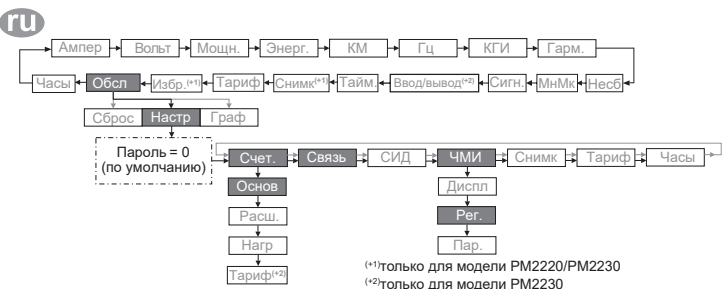 ru
Ампер Вольт Мощн. Энерг. КМ Гц КГИ Гарм.
Часы Обсл Избр.(+1) Тариф Снимк(+1) Тайм. Ввод/вывод(+2) Сигн. МнМк Несб
Сброс Настр Граф
Пароль = 0
(по умолчанию)
Счет. Связь СИД ЧМИ Снимк Тариф Часы
Основ Диспл
Расш. Рег.
Нагр Пар.
Тариф(+2)
(+1)только для модели PM2220/PM2230
(+2)только для модели PM2230